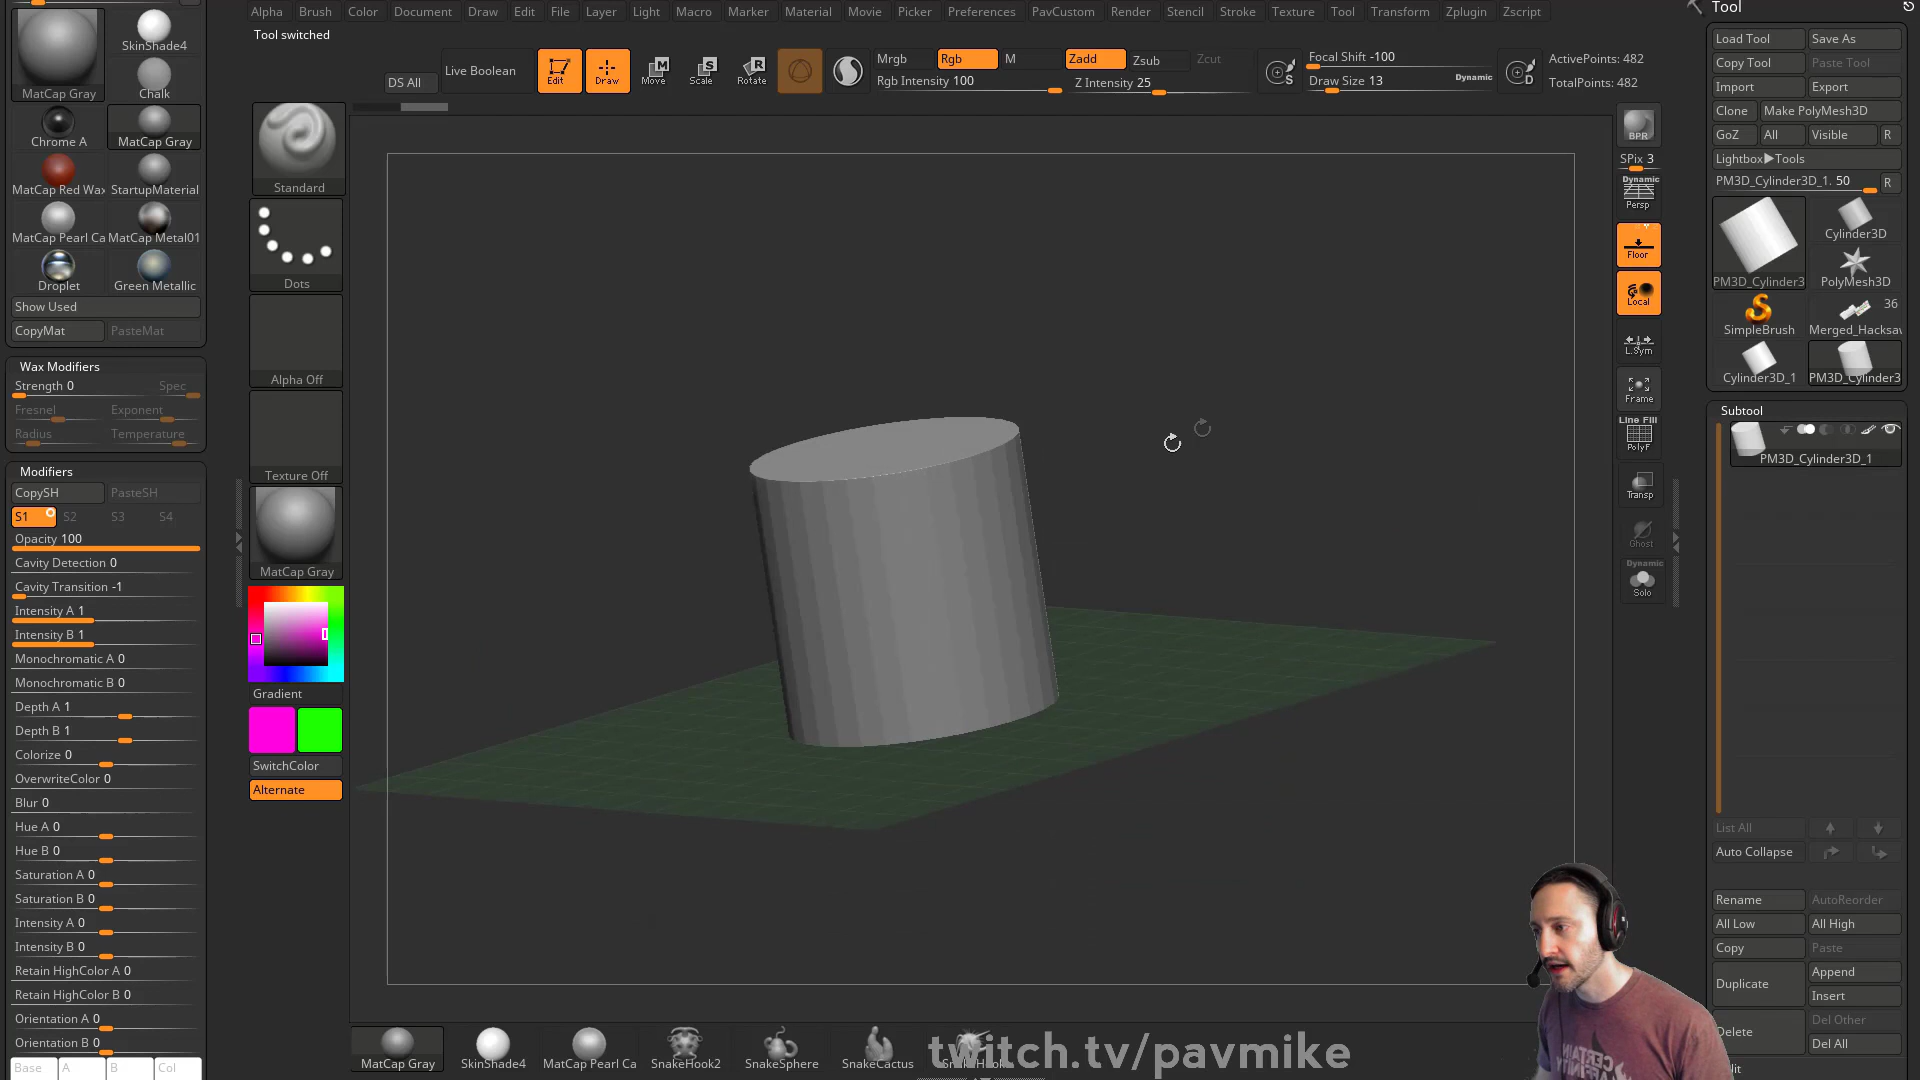 Alpha Brush Color Document Draw Edit File Layer Light Macro Marker Material Movie Picker Preferences PavCustom Render Stencil Stroke Texture Tool Transform Zplugin Zscript
Tool switched
DS All
Live Boolean
Edit
Draw
Move
Scale
Rotate
Mrgb
Rgb
M
Zadd
Zsub
Zcut
Rgb Intensity 100
Z Intensity 25
Focal Shift -100
Draw Size 13
Dynamic
ActivePoints: 482
TotalPoints: 482
MatCap Gray
SkinShade4
Chalk
Chrome A
MatCap Gray
MatCap Red Wax
StartupMaterial
MatCap Pearl Ca
MatCap Metal01
Droplet
Green Metallic
Show Used
CopyMat
PasteMat
Wax Modifiers
Strength 0
Spec
Fresnel
Exponent
Radius
Temperature
Modifiers
CopySH
PasteSH
S1
S2
S3
S4
Opacity 100
Cavity Detection 0
Cavity Transition -1
Intensity A 1
Intensity B 1
Monochromatic A 0
Monochromatic B 0
Depth A 1
Depth B 1
Colorize 0
OverwriteColor 0
Blur 0
Hue A 0
Hue B 0
Saturation A 0
Saturation B 0
Intensity A 0
Intensity B 0
Retain HighColor A 0
Retain HighColor B 0
Orientation A 0
Orientation B 0
Base
A
B
Col
Standard
Dots
Alpha Off
Texture Off
MatCap Gray
Gradient
SwitchColor
Alternate
BPR
SPix 3
Dynamic
Persp
Floor
Local
L.Sym
Frame
Line Fill
PolyF
Transp
Ghost
Dynamic
Solo
Tool
Load Tool
Save As
Copy Tool
Paste Tool
Import
Export
Clone
Make PolyMesh3D
GoZ
All
Visible
R
Lightbox▶Tools
PM3D_Cylinder3D_1. 50
R
PM3D_Cylinder3
Cylinder3D
PolyMesh3D
SimpleBrush
36
Merged_Hacksaw
Cylinder3D_1
PM3D_Cylinder3
Subtool
PM3D_Cylinder3D_1
List All
Auto Collapse
Rename
AutoReorder
All Low
All High
Copy
Paste
Duplicate
Append
Insert
Delete
Del Other
Del All
MatCap Gray
SkinShade4
MatCap Pearl Ca
SnakeHook2
SnakeSphere
SnakeCactus
twitch.tv/pavmike
CERTAIN